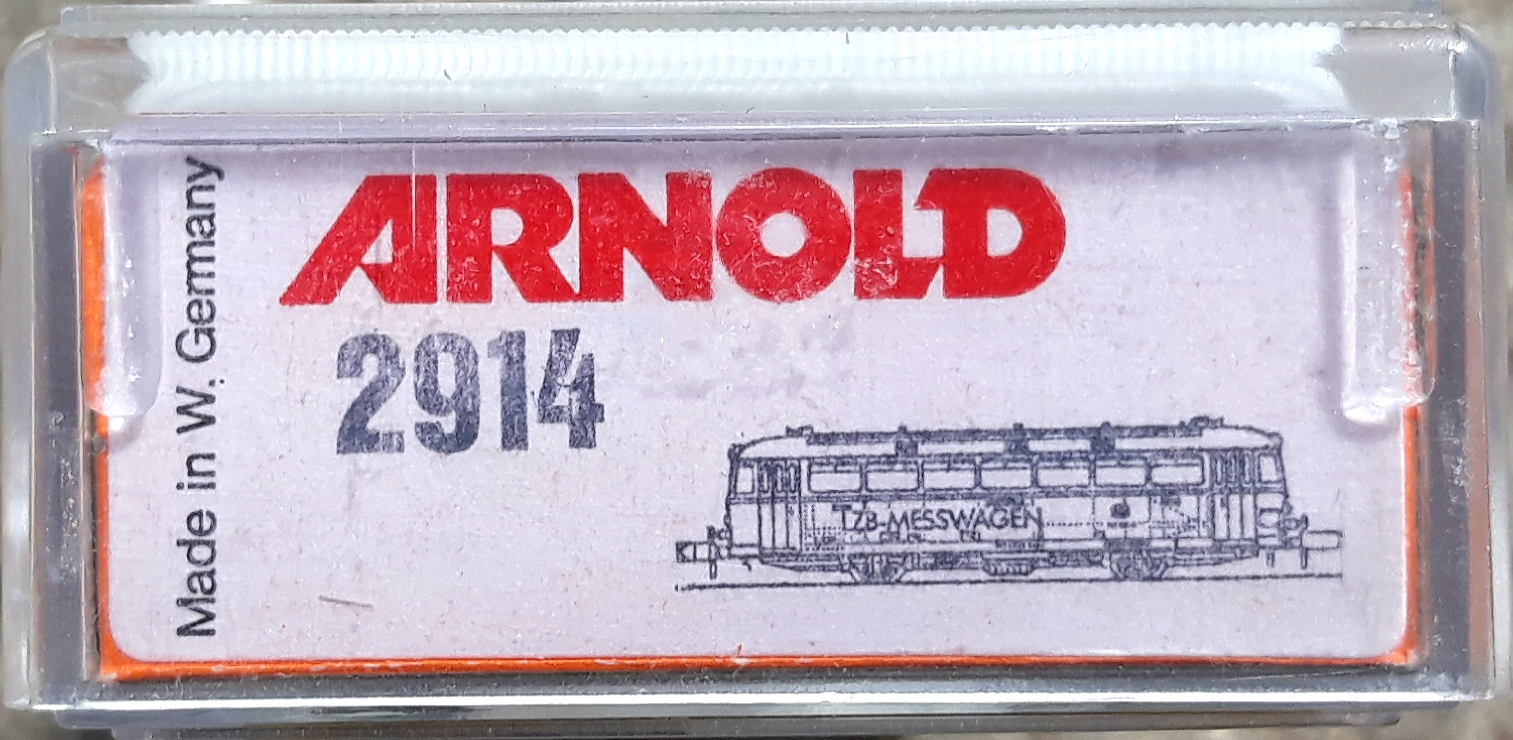 Made in W. Germany
ARNOLD
2914
TZB-MESSWAGEN